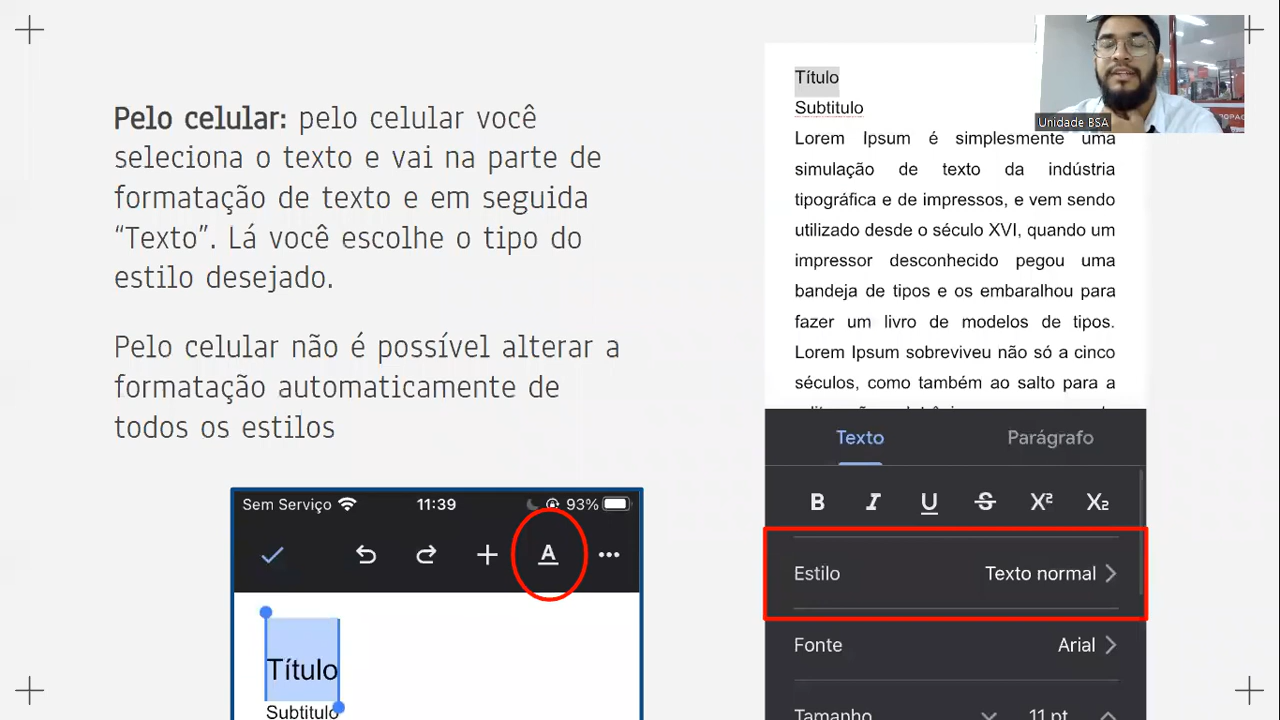 Pelo celular: pelo celular você
seleciona o texto e vai na parte de
formatação de texto e em seguida
“Texto”. Lá você escolhe o tipo do
estilo desejado.
Pelo celular não é possível alterar a
formatação automaticamente de
todos os estilos
Sem Serviço 11:39 93%
A
Título
Subtitulo
Título
Subtitulo
Lorem Ipsum é simplesmente uma
simulação de texto da indústria
tipográfica e de impressos, e vem sendo
utilizado desde o século XVI, quando um
impressor desconhecido pegou uma
bandeja de tipos e os embaralhou para
fazer um livro de modelos de tipos.
Lorem Ipsum sobreviveu não só a cinco
séculos, como também ao salto para a
Texto Parágrafo
B I U S X² X₂
Estilo Texto normal
Fonte Arial
Tamanho 11 pt
Unidade BSA